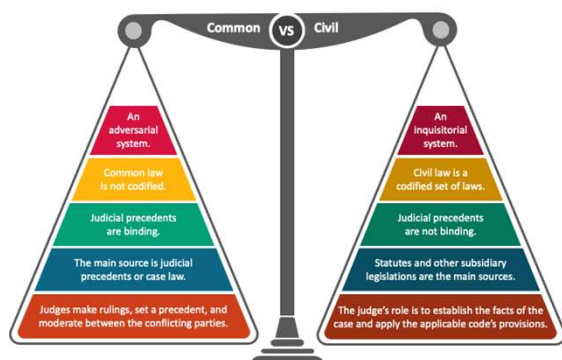 Common VS Civil
An
adversarial
system.
Common law
is not codified.
Judicial precedents
are binding.
The main source is judicial
precedents or case law.
Judges make rulings, set a precedent, and
moderate between the conflicting parties.
An
inquisitorial
system.
Civil law is a
codified set of laws.
Judicial precedents
are not binding.
Statutes and other subsidiary
legislations are the main sources.
The judge's role is to establish the facts of the
case and apply the applicable code's provisions.